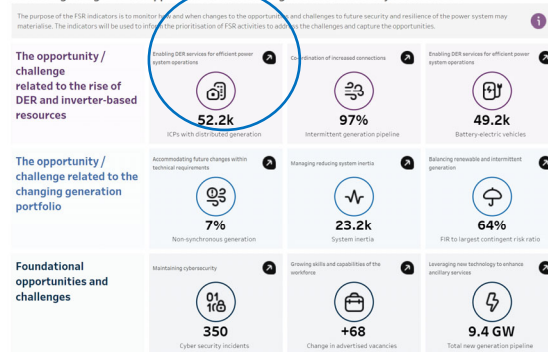 The purpose of the FSR indicators is to monitor how and when changes to the opportunities and challenges to future security and resilience of the power system may
materialise. The indicators will be used to inform the prioritisation of FSR activities to address the challenges and capture the opportunities.
The opportunity /
challenge
related to the rise of
DER and inverter-based
resources
Enabling DER services for efficient power
system operations
52.2k
ICPs with distributed generation
Co-ordination of increased connections
97%
Intermittent generation pipeline
Enabling DER services for efficient power
system operations
49.2k
Battery-electric vehicles
The opportunity /
challenge related to the
changing generation
portfolio
Accommodating future changes within
technical requirements
7%
Non-synchronous generation
Managing reducing system inertia
23.2k
System inertia
Balancing renewable and intermittent
generation
64%
FIR to largest contingent risk ratio
Foundational
opportunities and
challenges
Maintaining cybersecurity
350
Cyber security incidents
Growing skills and capabilities of the
workforce
+68
Change in advertised vacancies
Leveraging new technology to enhance
ancillary services
9.4 GW
Total new generation pipeline